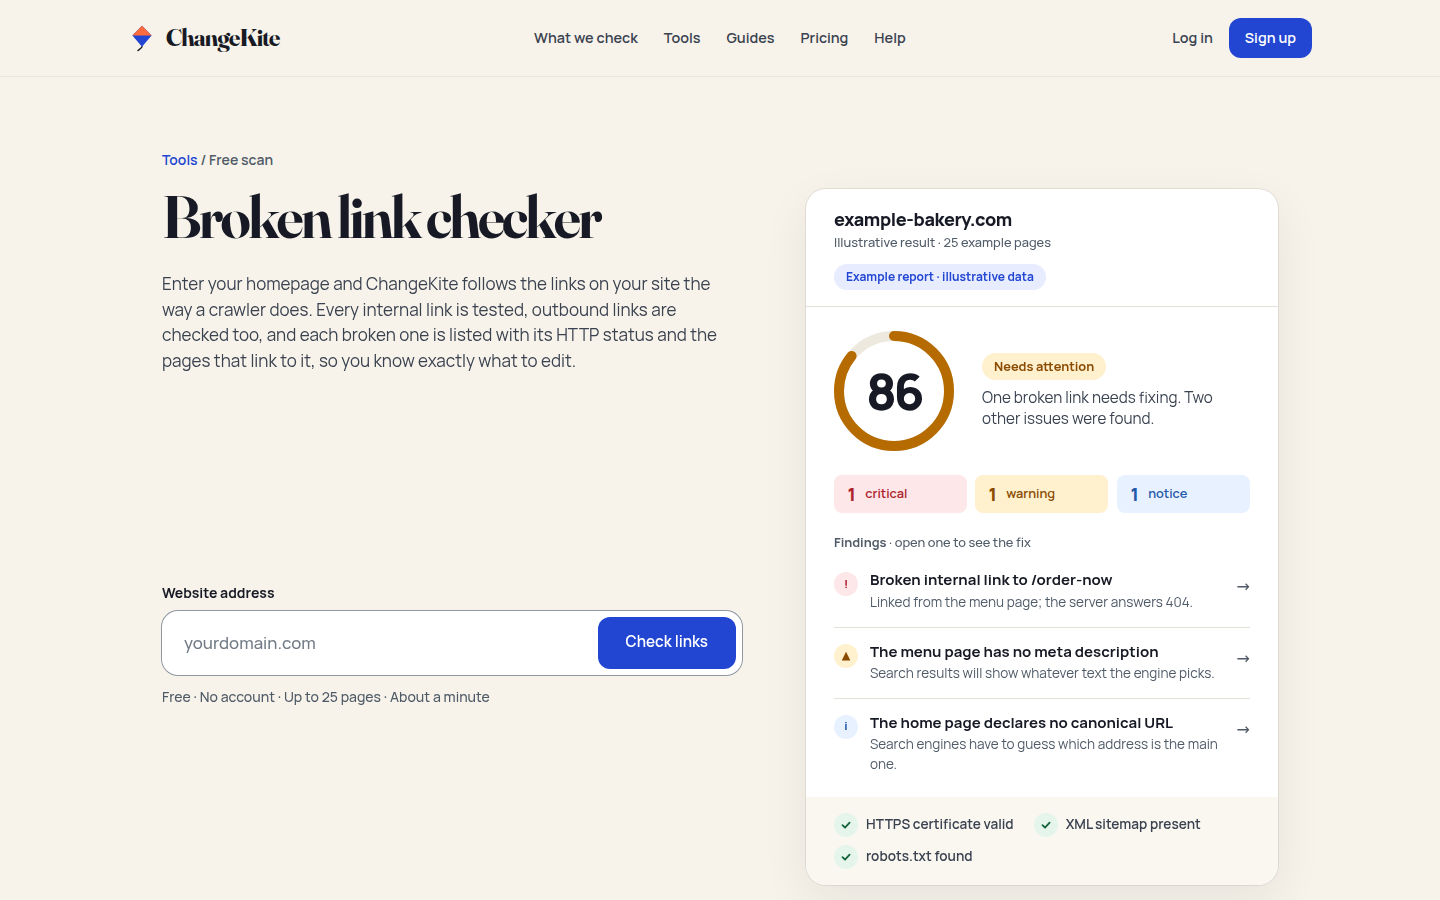 ChangeKite
What we check Tools Guides Pricing Help
Log in Sign up
Tools / Free scan
Broken link checker
Enter your homepage and ChangeKite follows the links on your site the
way a crawler does. Every internal link is tested, outbound links are
checked too, and each broken one is listed with its HTTP status and the
pages that link to it, so you know exactly what to edit.
Website address
yourdomain.com Check links
Free · No account · Up to 25 pages · About a minute
example-bakery.com
Illustrative result · 25 example pages
Example report · illustrative data
86
Needs attention
One broken link needs fixing. Two
other issues were found.
1 critical 1 warning 1 notice
Findings · open one to see the fix
! Broken internal link to /order-now →
Linked from the menu page; the server answers 404.
▲ The menu page has no meta description →
Search results will show whatever text the engine picks.
i The home page declares no canonical URL →
Search engines have to guess which address is the main
one.
✓ HTTPS certificate valid ✓ XML sitemap present
✓ robots.txt found